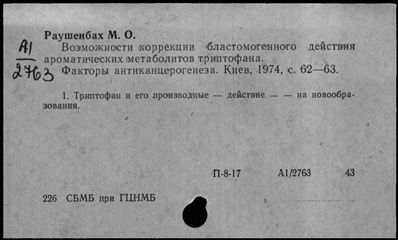 Раушенбах М. О.
А1/2763
Возможности коррекции бластомогенного действия
ароматических метаболитов триптофана.
Факторы антиканцерогенеза. Киев, 1974, с. 62—63.
1. Триптофан и его производные — действие — — на новообра-
зования.
П-8-17 А1/2763 43
226 СБМБ при ГЦНМБ